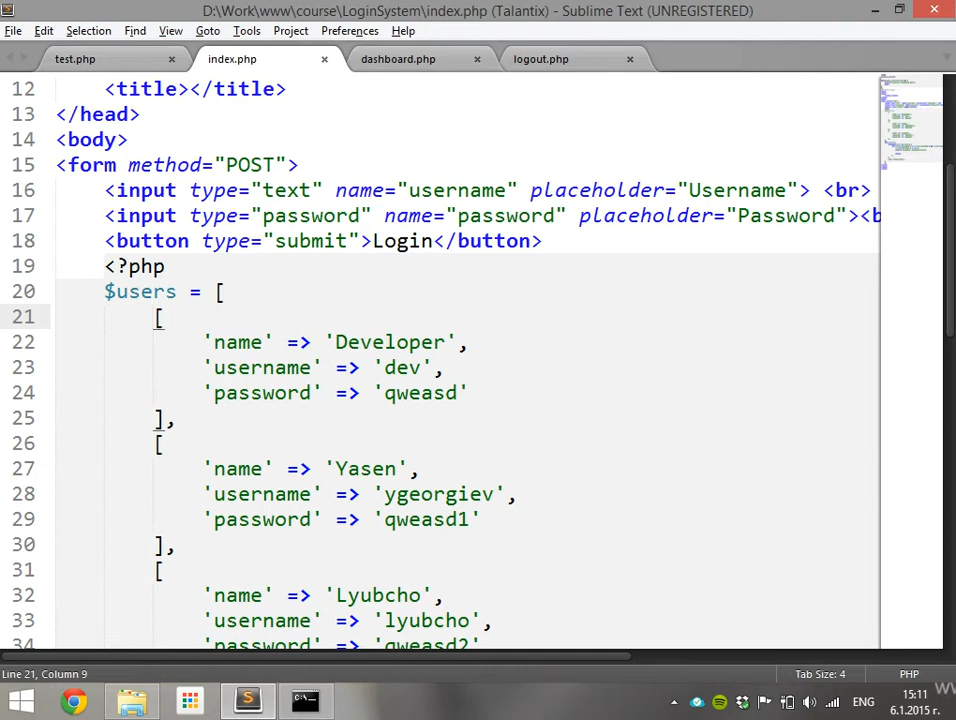 D:\Work\www\course\LoginSystem\index.php (Talantix) - Sublime Text (UNREGISTERED)
File Edit Selection Find View Goto Tools Project Preferences Help
test.php index.php dashboard.php logout.php
12 <title></title>
13 </head>
14 <body>
15 <form method="POST">
16 <input type="text" name="username" placeholder="Username"> <br>
17 <input type="password" name="password" placeholder="Password"><b
18 <button type="submit">Login</button>
19 <?php
20 $users = [
21 [
22 'name' => 'Developer',
23 'username' => 'dev',
24 'password' => 'qweasd'
25 ],
26 [
27 'name' => 'Yasen',
28 'username' => 'ygeorgiev',
29 'password' => 'qweasd1'
30 ],
31 [
32 'name' => 'Lyubcho',
33 'username' => 'lyubcho',
34 'password' => 'qweasd2'
Line 21, Column 9 Tab Size: 4 PHP
ENG 15:11
6.1.2015 г.